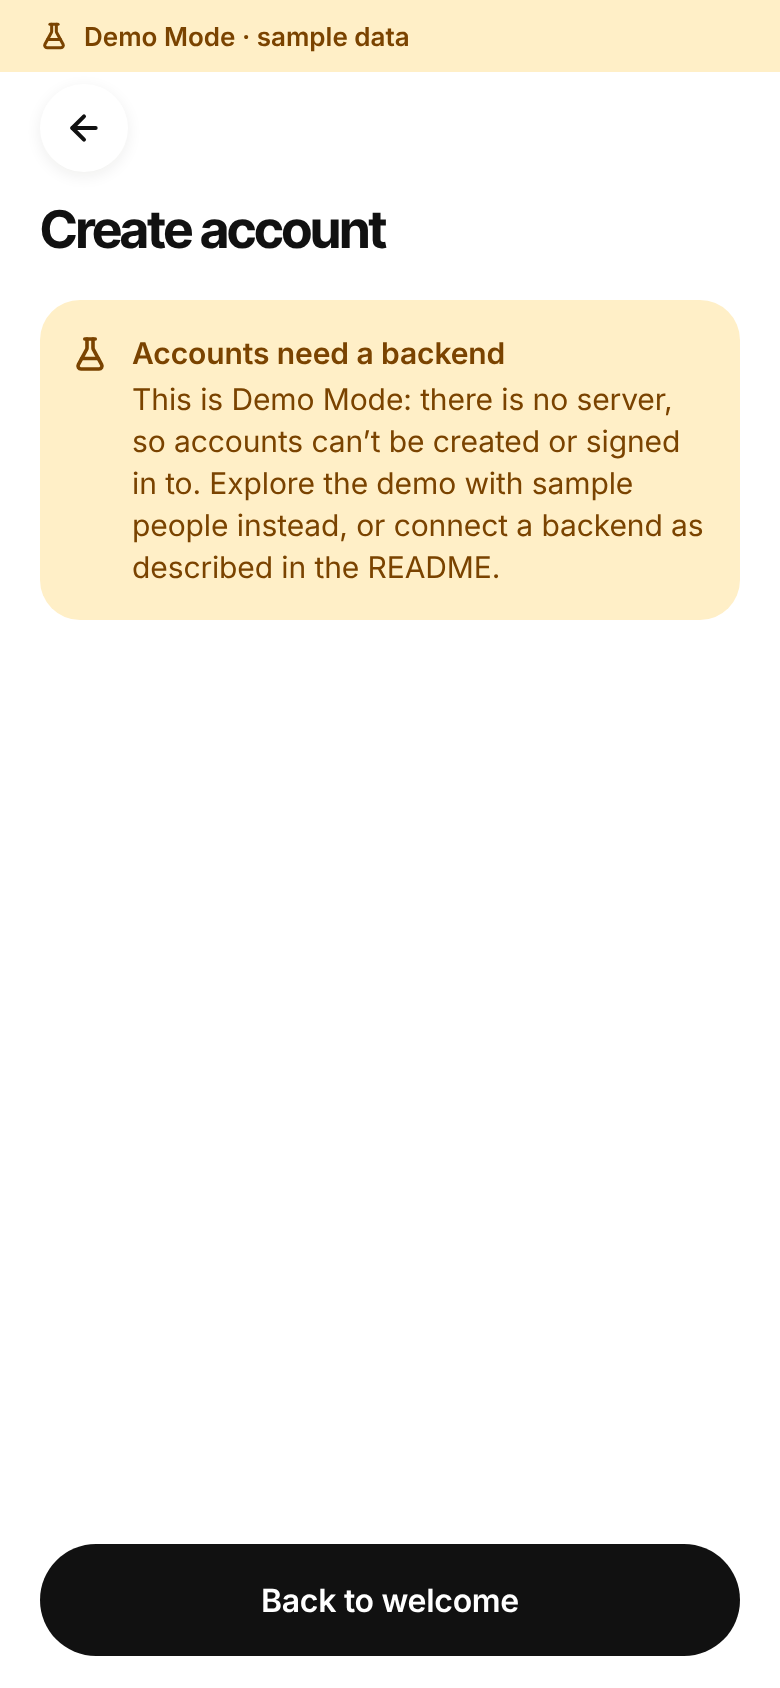 Demo Mode · sample data
Create account
Accounts need a backend
This is Demo Mode: there is no server,
so accounts can’t be created or signed
in to. Explore the demo with sample
people instead, or connect a backend as
described in the README.
Back to welcome